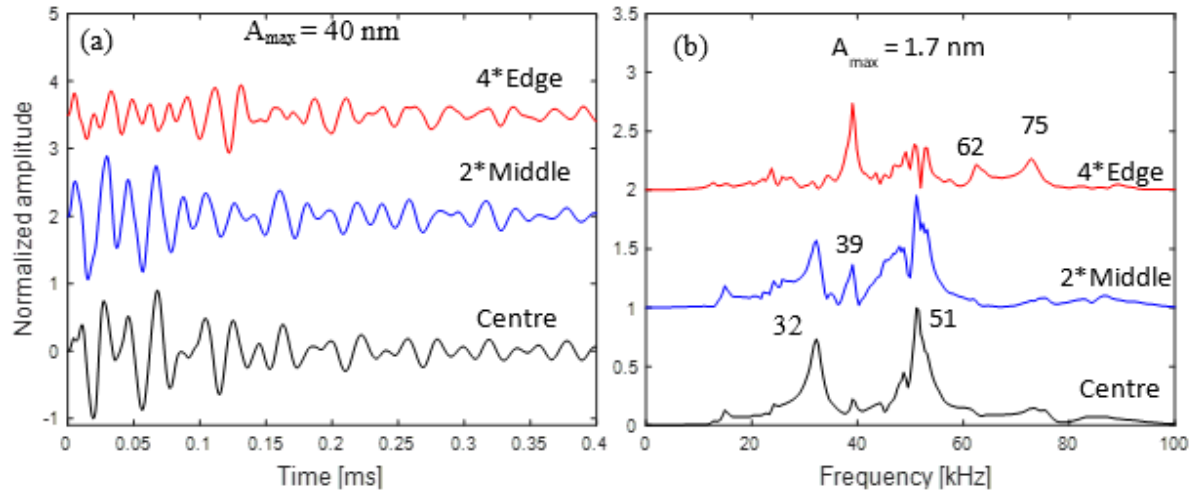 (a)
A_max = 40 nm
4*Edge
2*Middle
Centre
Normalized amplitude
5
4
3
2
1
0
-1
0
0.05
0.1
0.15
0.2
0.25
0.3
0.35
0.4
Time [ms]
(b)
A_max = 1.7 nm
62
75
4*Edge
39
2*Middle
32
51
Centre
3.5
3
2.5
2
1.5
1
0.5
0
0
20
40
60
80
100
Frequency [kHz]